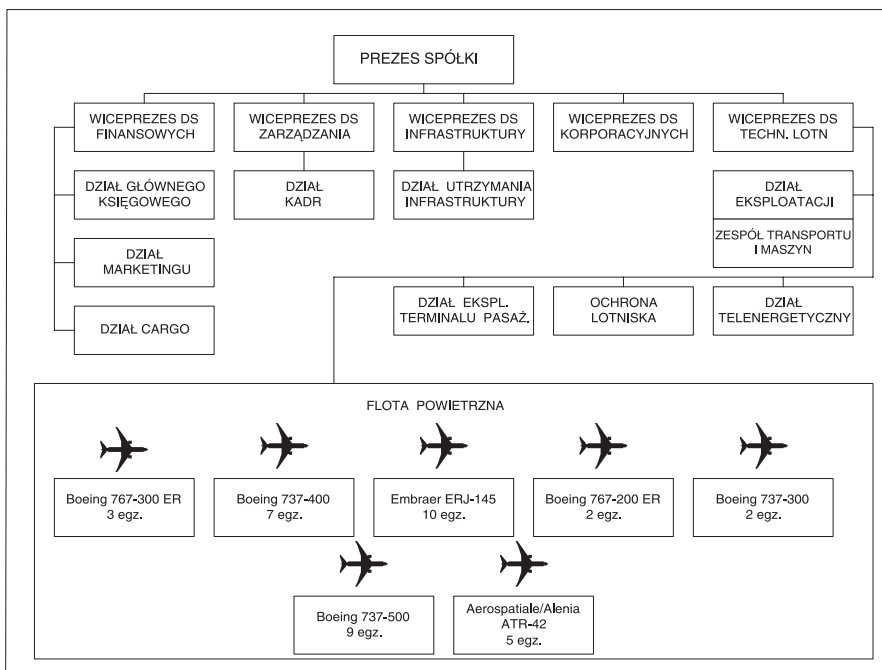 PREZES SPÓŁKI
WICEPREZES DS
FINANSOWYCH
WICEPREZES DS
ZARZĄDZANIA
WICEPREZES DS
INFRASTRUKTURY
WICEPREZES DS
KORPORACYJNYCH
WICEPREZES DS
TECHN. LOTN
DZIAŁ GŁÓWNEGO
KSIĘGOWEGO
DZIAŁ
KADR
DZIAŁ UTRZYMANIA
INFRASTRUKTURY
DZIAŁ
EKSPLOATACJI
ZESPÓŁ TRANSPORTU
I MASZYN
DZIAŁ
MARKETINGU
DZIAŁ EKSPL.
TERMINALU PASAŻ.
OCHRONA
LOTNISKA
DZIAŁ
TELENERGETYCZNY
DZIAŁ CARGO
FLOTA POWIETRZNA
Boeing 767-300 ER
3 egz.
Boeing 737-400
7 egz.
Embraer ERJ-145
10 egz.
Boeing 767-200 ER
2 egz.
Boeing 737-300
2 egz.
Boeing 737-500
9 egz.
Aerospatiale/Alenia
ATR-42
5 egz.